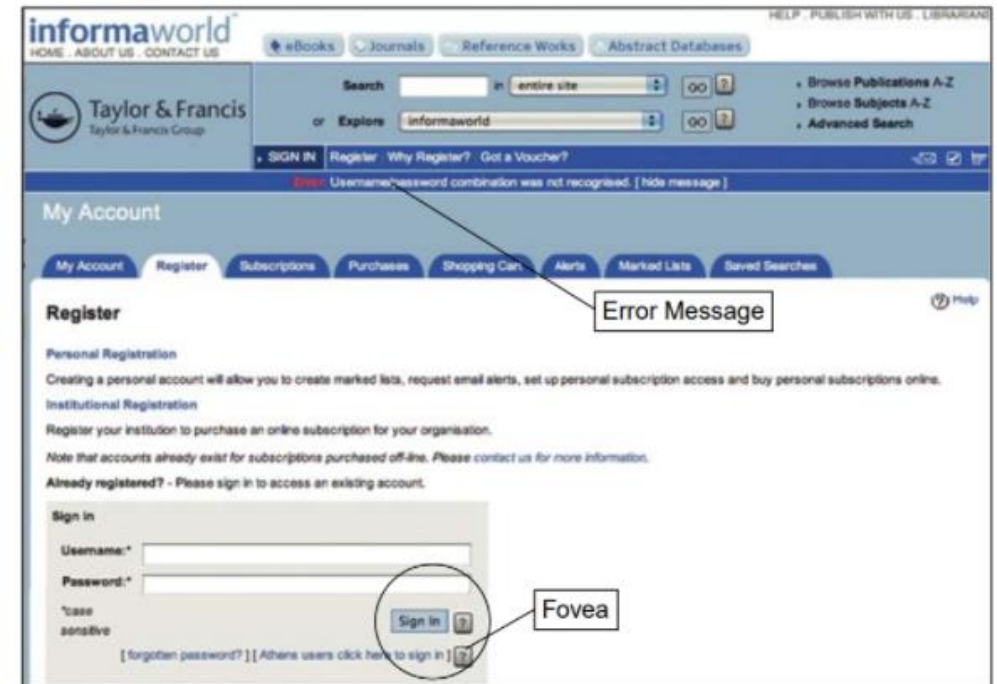 HELP . PUBLISH WITH US . LIBRARIANS
informaworld
HOME . ABOUT US . CONTACT US
eBooks Journals Reference Works Abstract Databases
Taylor & Francis
Taylor & Francis Group
Search in entire site GO ?
or Explore informaworld GO ?
Browse Publications A-Z
Browse Subjects A-Z
Advanced Search
SIGN IN Register Why Register? Got a Voucher?
Error: Username/password combination was not recognised. [ hide message ]
My Account
My Account Register Subscriptions Purchases Shopping Cart Alerts Marked Lists Saved Searches
Error Message
Register
Help
Personal Registration
Creating a personal account will allow you to create marked lists, request email alerts, set up personal subscription access and buy personal subscriptions online.
Institutional Registration
Register your institution to purchase an online subscription for your organisation.
Note that accounts already exist for subscriptions purchased off-line. Please contact us for more information.
Already registered? - Please sign in to access an existing account.
Sign in
Username:*
Password:*
*case
sensitive
Sign In ?
Fovea
[ forgotten password? ] [ Athens users click here to sign in ] ?